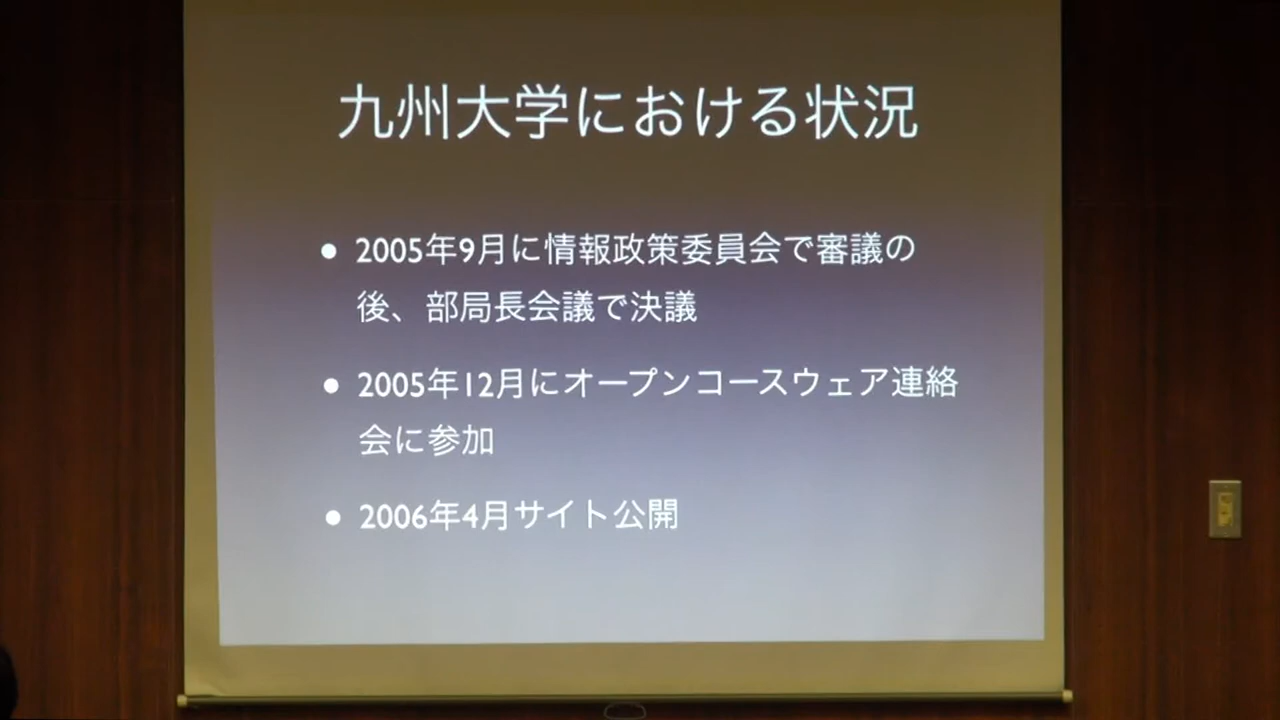 九州大学における状況
● 2005年9月に情報政策委員会で審議の
後、部局長会議で決議
● 2005年12月にオープンコースウェア連絡
会に参加
● 2006年4月サイト公開